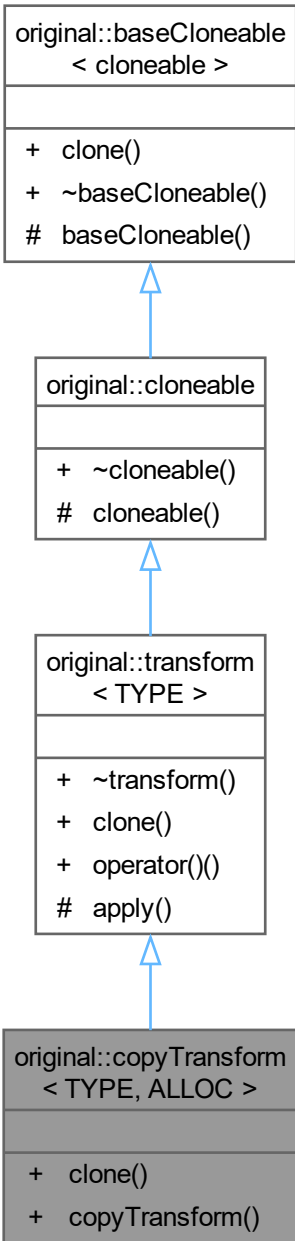 original::baseCloneable
< cloneable >
+ clone()
+ ~baseCloneable()
# baseCloneable()
original::cloneable
+ ~cloneable()
# cloneable()
original::transform
< TYPE >
+ ~transform()
+ clone()
+ operator()()
# apply()
original::copyTransform
< TYPE, ALLOC >
+ clone()
+ copyTransform()